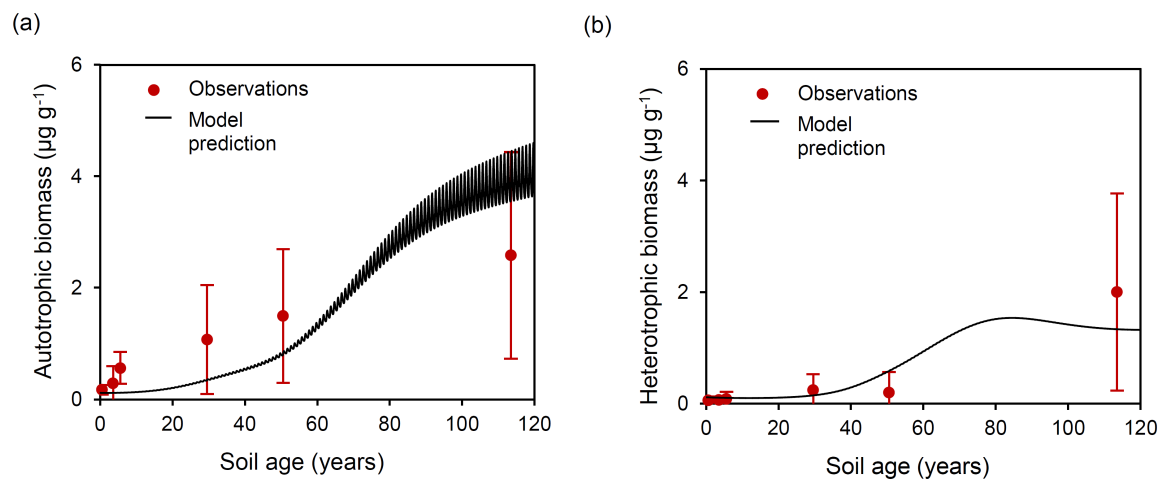 (a)
Autotrophic biomass (µg g⁻¹)
6
4
2
0
Observations
Model
prediction
0 20 40 60 80 100 120
Soil age (years)
(b)
Heterotrophic biomass (µg g⁻¹)
6
4
2
0
Observations
Model
prediction
0 20 40 60 80 100 120
Soil age (years)